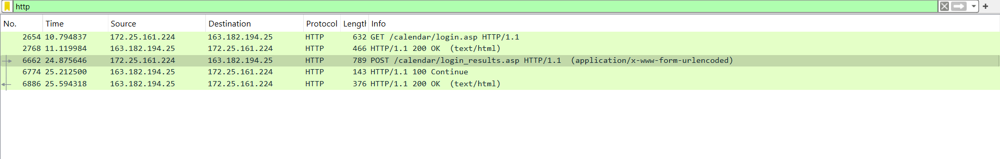 http
No. Time Source Destination Protocol Length Info
2654 10.794837 172.25.161.224 163.182.194.25 HTTP 632 GET /calendar/login.asp HTTP/1.1
2768 11.119984 163.182.194.25 172.25.161.224 HTTP 466 HTTP/1.1 200 OK (text/html)
6662 24.875646 172.25.161.224 163.182.194.25 HTTP 789 POST /calendar/login_results.asp HTTP/1.1 (application/x-www-form-urlencoded)
6774 25.212500 163.182.194.25 172.25.161.224 HTTP 143 HTTP/1.1 100 Continue
6886 25.594318 163.182.194.25 172.25.161.224 HTTP 376 HTTP/1.1 200 OK (text/html)